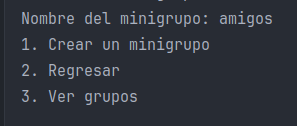 Nombre del minigrupo: amigos
1. Crear un minigrupo
2. Regresar
3. Ver grupos